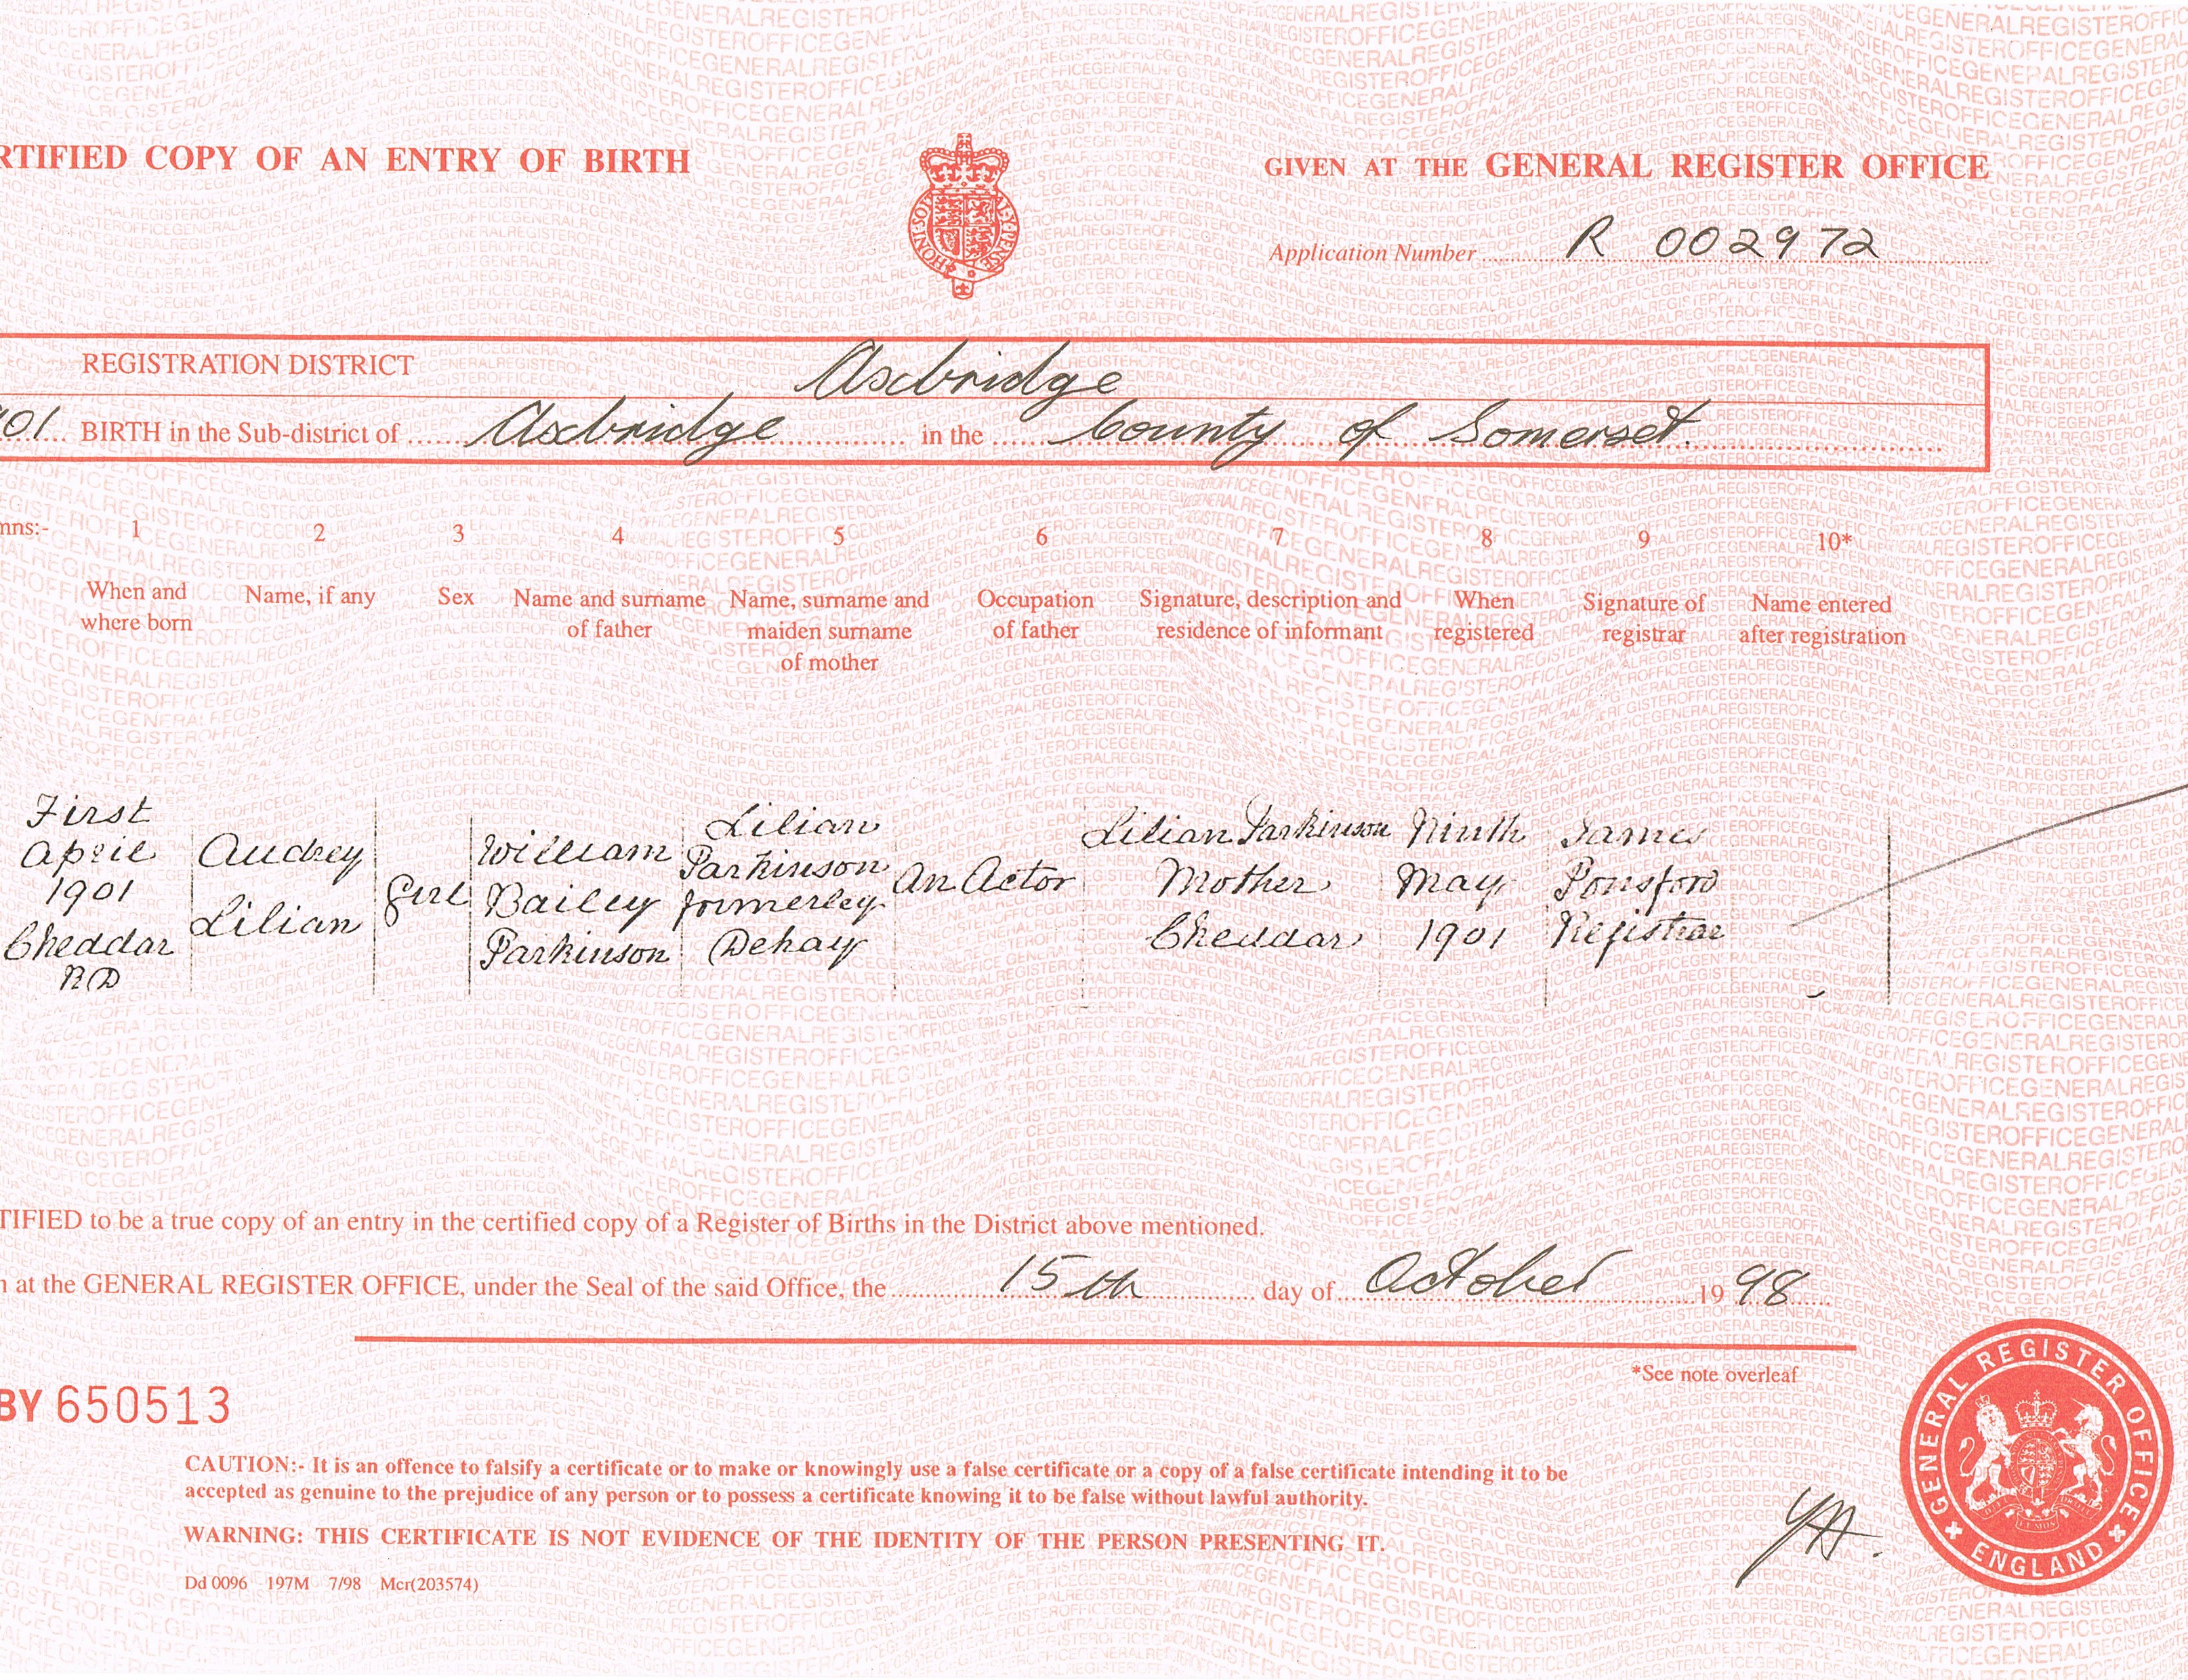 RTIFIED COPY OF AN ENTRY OF BIRTH
GIVEN AT THE GENERAL REGISTER OFFICE
HONI·SOI AL·Y·PENSE
Application Number R 002972
REGISTRATION DISTRICT Axbridge
01 BIRTH in the Sub-district of Axbridge in the County of Somerset.
mns:- 1 2 3 4 5 6 7 8 9 10*
When and
where born
Name, if any
Sex
Name and surname
of father
Name, surname and
maiden surname
of mother
Occupation
of father
Signature, description and
residence of informant
When
registered
Signature of
registrar
Name entered
after registration
First
April
1901
Cheddar
RD
Audrey
Lilian
Girl
William
Bailey
Parkinson
Lilian
Parkinson
formerley
Dehay
An Actor
Lilian Parkinson
Mother
Cheddar
Ninth
May
1901
James
Ponsford
Registrar
TIFIED to be a true copy of an entry in the certified copy of a Register of Births in the District above mentioned.
n at the GENERAL REGISTER OFFICE, under the Seal of the said Office, the 15th day of October 19 98
*See note overleaf
BY 650513
CAUTION:- It is an offence to falsify a certificate or to make or knowingly use a false certificate or a copy of a false certificate intending it to be
accepted as genuine to the prejudice of any person or to possess a certificate knowing it to be false without lawful authority.
WARNING: THIS CERTIFICATE IS NOT EVIDENCE OF THE IDENTITY OF THE PERSON PRESENTING IT.
Dd 0096 197M 7/98 Mcr(203574)
GENERAL REGISTER OFFICE
ENGLAND